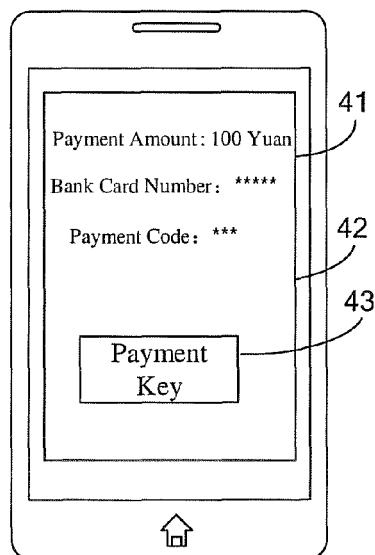 41
Payment Amount: 100 Yuan
Bank Card Number: *****
42
Payment Code: ***
43
Payment
Key